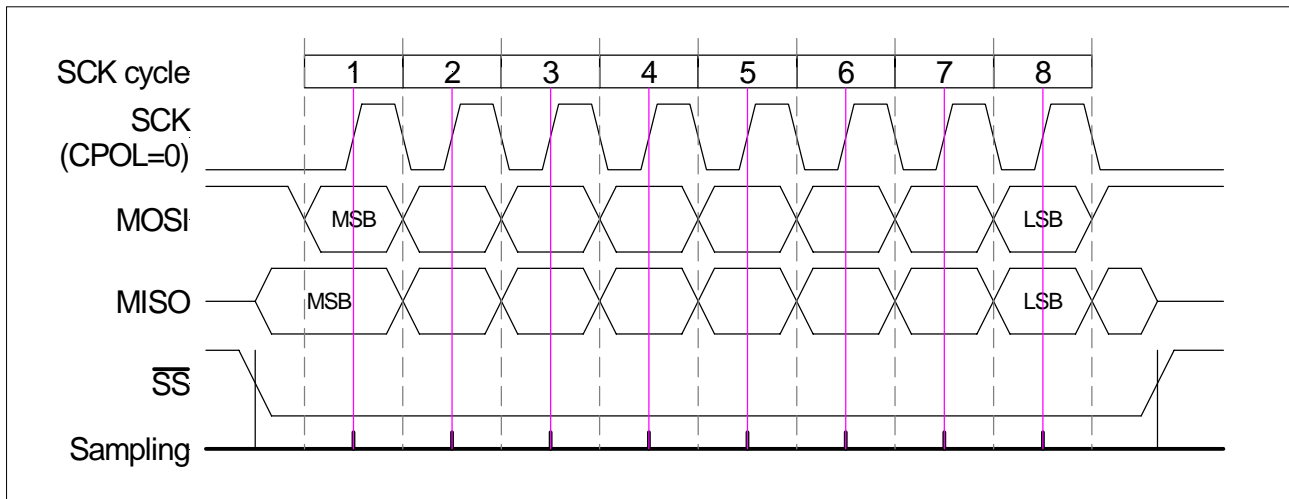 SCK cycle 1 2 3 4 5 6 7 8
SCK
(CPOL=0)
MOSI MSB LSB
MISO MSB LSB
SS
Sampling